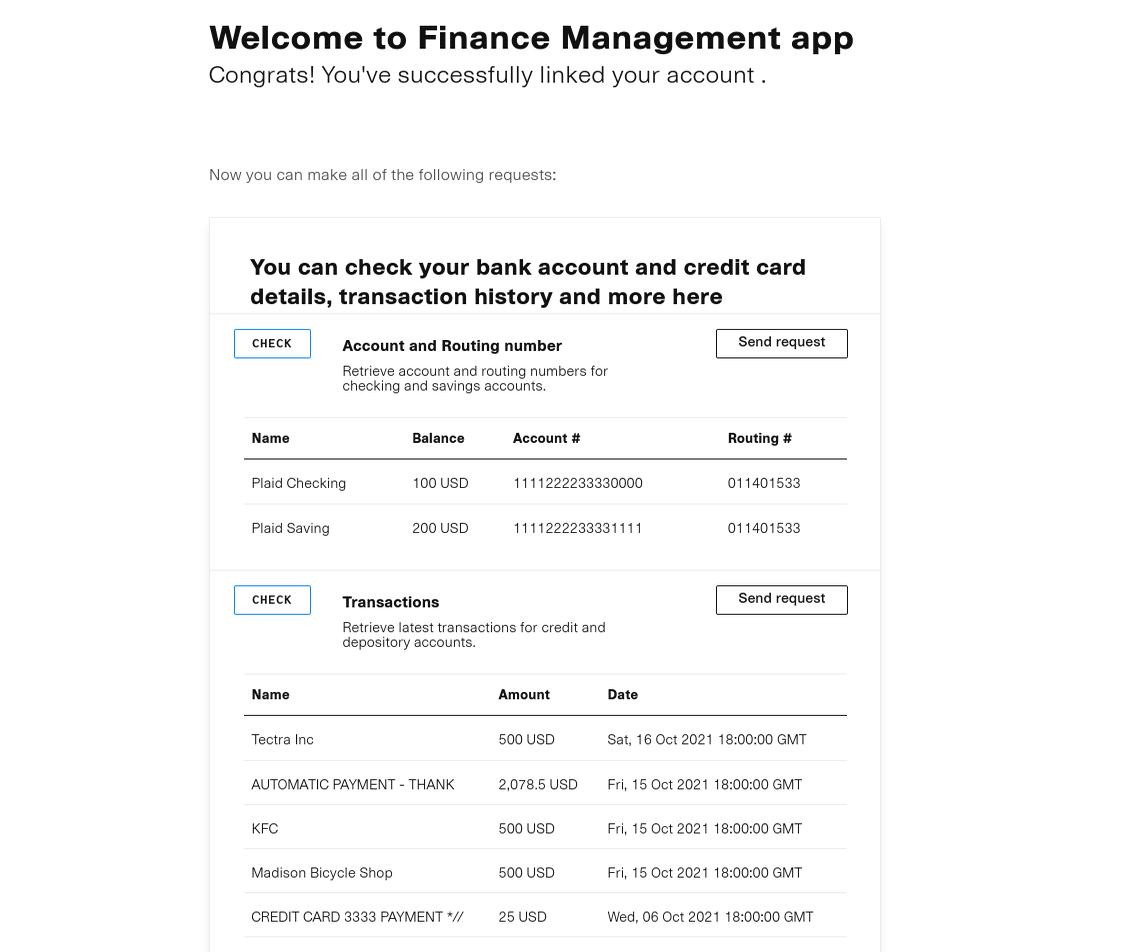 Welcome to Finance Management app
Congrats! You've successfully linked your account .
Now you can make all of the following requests:
You can check your bank account and credit card
details, transaction history and more here
CHECK
Account and Routing number
Send request
Retrieve account and routing numbers for
checking and savings accounts.
Name Balance Account # Routing #
Plaid Checking 100 USD 1111222233330000 011401533
Plaid Saving 200 USD 1111222233331111 011401533
CHECK
Transactions
Send request
Retrieve latest transactions for credit and
depository accounts.
Name Amount Date
Tectra Inc 500 USD Sat, 16 Oct 2021 18:00:00 GMT
AUTOMATIC PAYMENT - THANK 2,078.5 USD Fri, 15 Oct 2021 18:00:00 GMT
KFC 500 USD Fri, 15 Oct 2021 18:00:00 GMT
Madison Bicycle Shop 500 USD Fri, 15 Oct 2021 18:00:00 GMT
CREDIT CARD 3333 PAYMENT *// 25 USD Wed, 06 Oct 2021 18:00:00 GMT